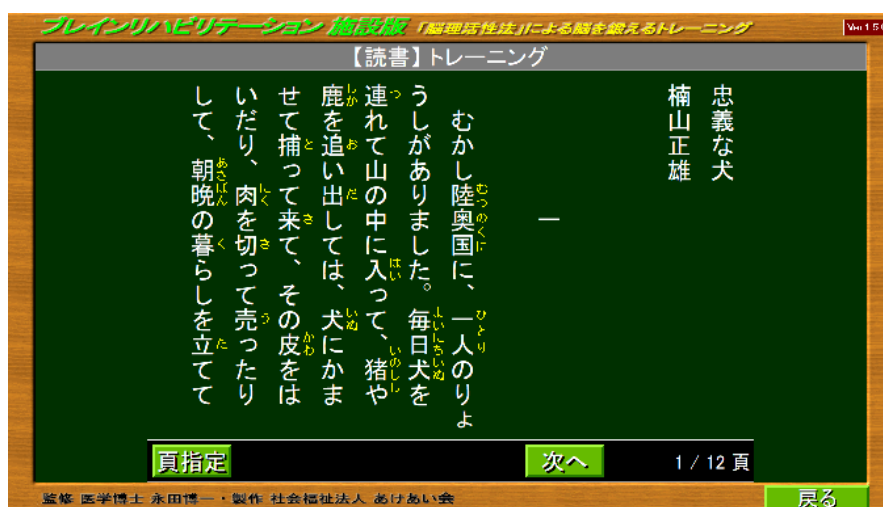 ブレインリハビリテーション 施設版 「脳理活性法」による脳を鍛えるトレーニング
Ver 1.5
【読書】トレーニング
忠義な犬
楠山正雄
一
むかし陸奥国に、一人のりょ
うしがありました。毎日犬を
連れて山の中に入って、猪や
鹿を追い出しては、犬にかま
せて捕って来て、その皮をは
いだり、肉を切って売ったり
して、朝晩の暮らしを立てて
頁指定
次へ
1 / 12 頁
監修 医学博士 永田博一・製作 社会福祉法人 あけあい会
戻る